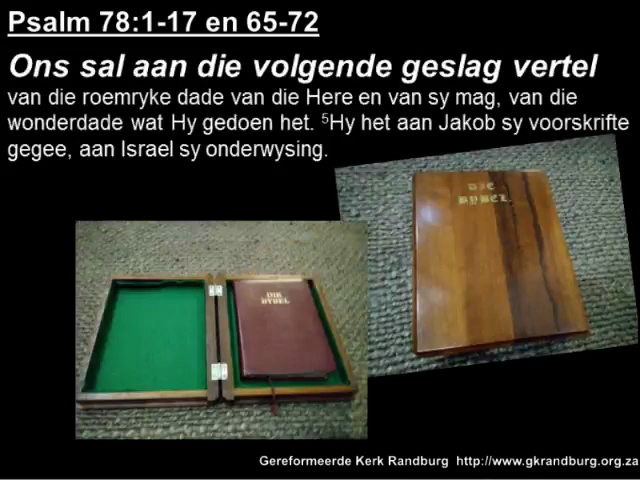 Psalm 78:1-17 en 65-72
Ons sal aan die volgende geslag vertel
van die roemryke dade van die Here en van sy mag, van die
wonderdade wat Hy gedoen het. ⁵Hy het aan Jakob sy voorskrifte
gegee, aan Israel sy onderwysing.
DIE
BYBEL
DIE
BYBEL
Gereformeerde Kerk Randburg http://www.gkrandburg.org.za